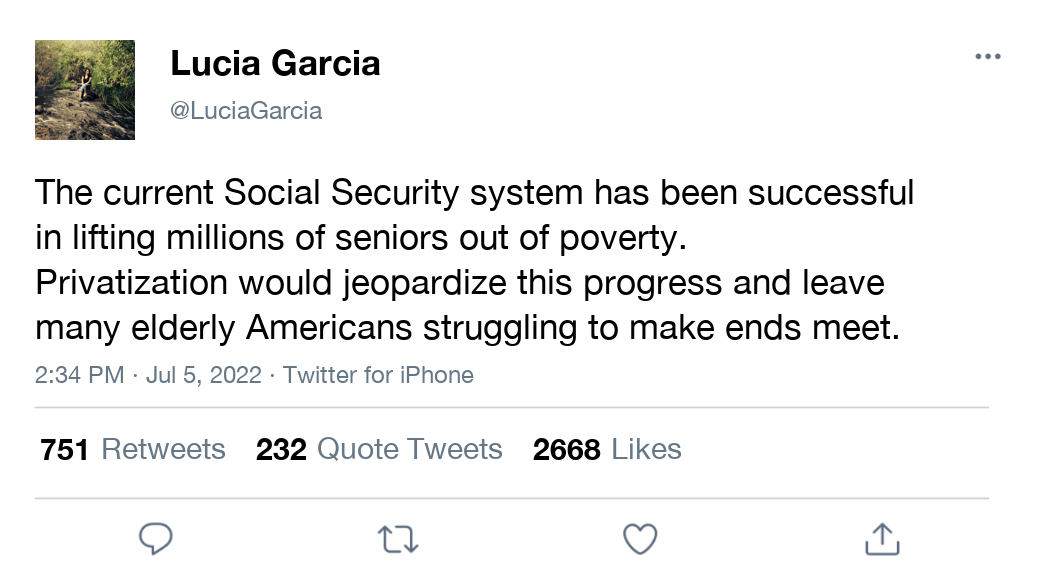 Lucia Garcia
@LuciaGarcia
The current Social Security system has been successful
in lifting millions of seniors out of poverty.
Privatization would jeopardize this progress and leave
many elderly Americans struggling to make ends meet.
2:34 PM · Jul 5, 2022 · Twitter for iPhone
751 Retweets 232 Quote Tweets 2668 Likes